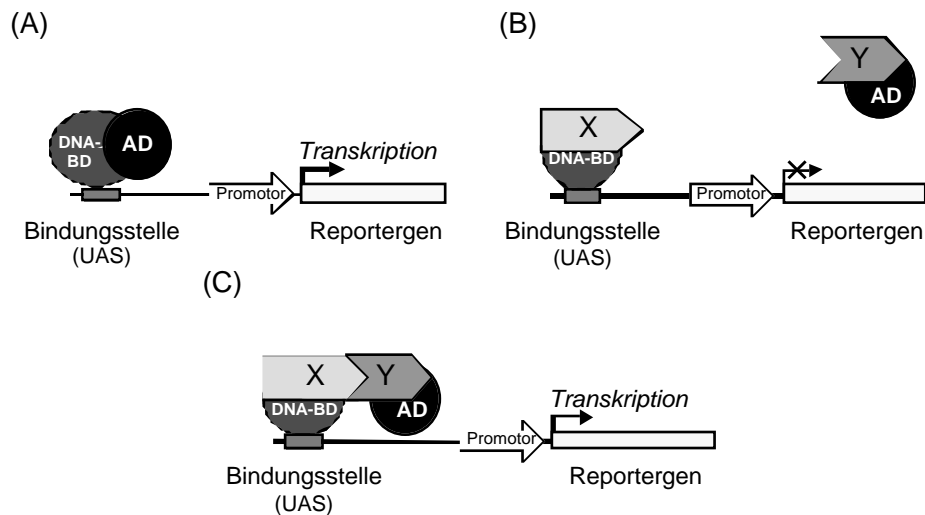 (A)
DNA-
BD
AD
Transkription
Promotor
Bindungsstelle
(UAS)
Reportergen
(B)
Y
AD
X
DNA-BD
Promotor
Bindungsstelle
(UAS)
Reportergen
(C)
X
Y
DNA-BD
AD
Transkription
Promotor
Bindungsstelle
(UAS)
Reportergen